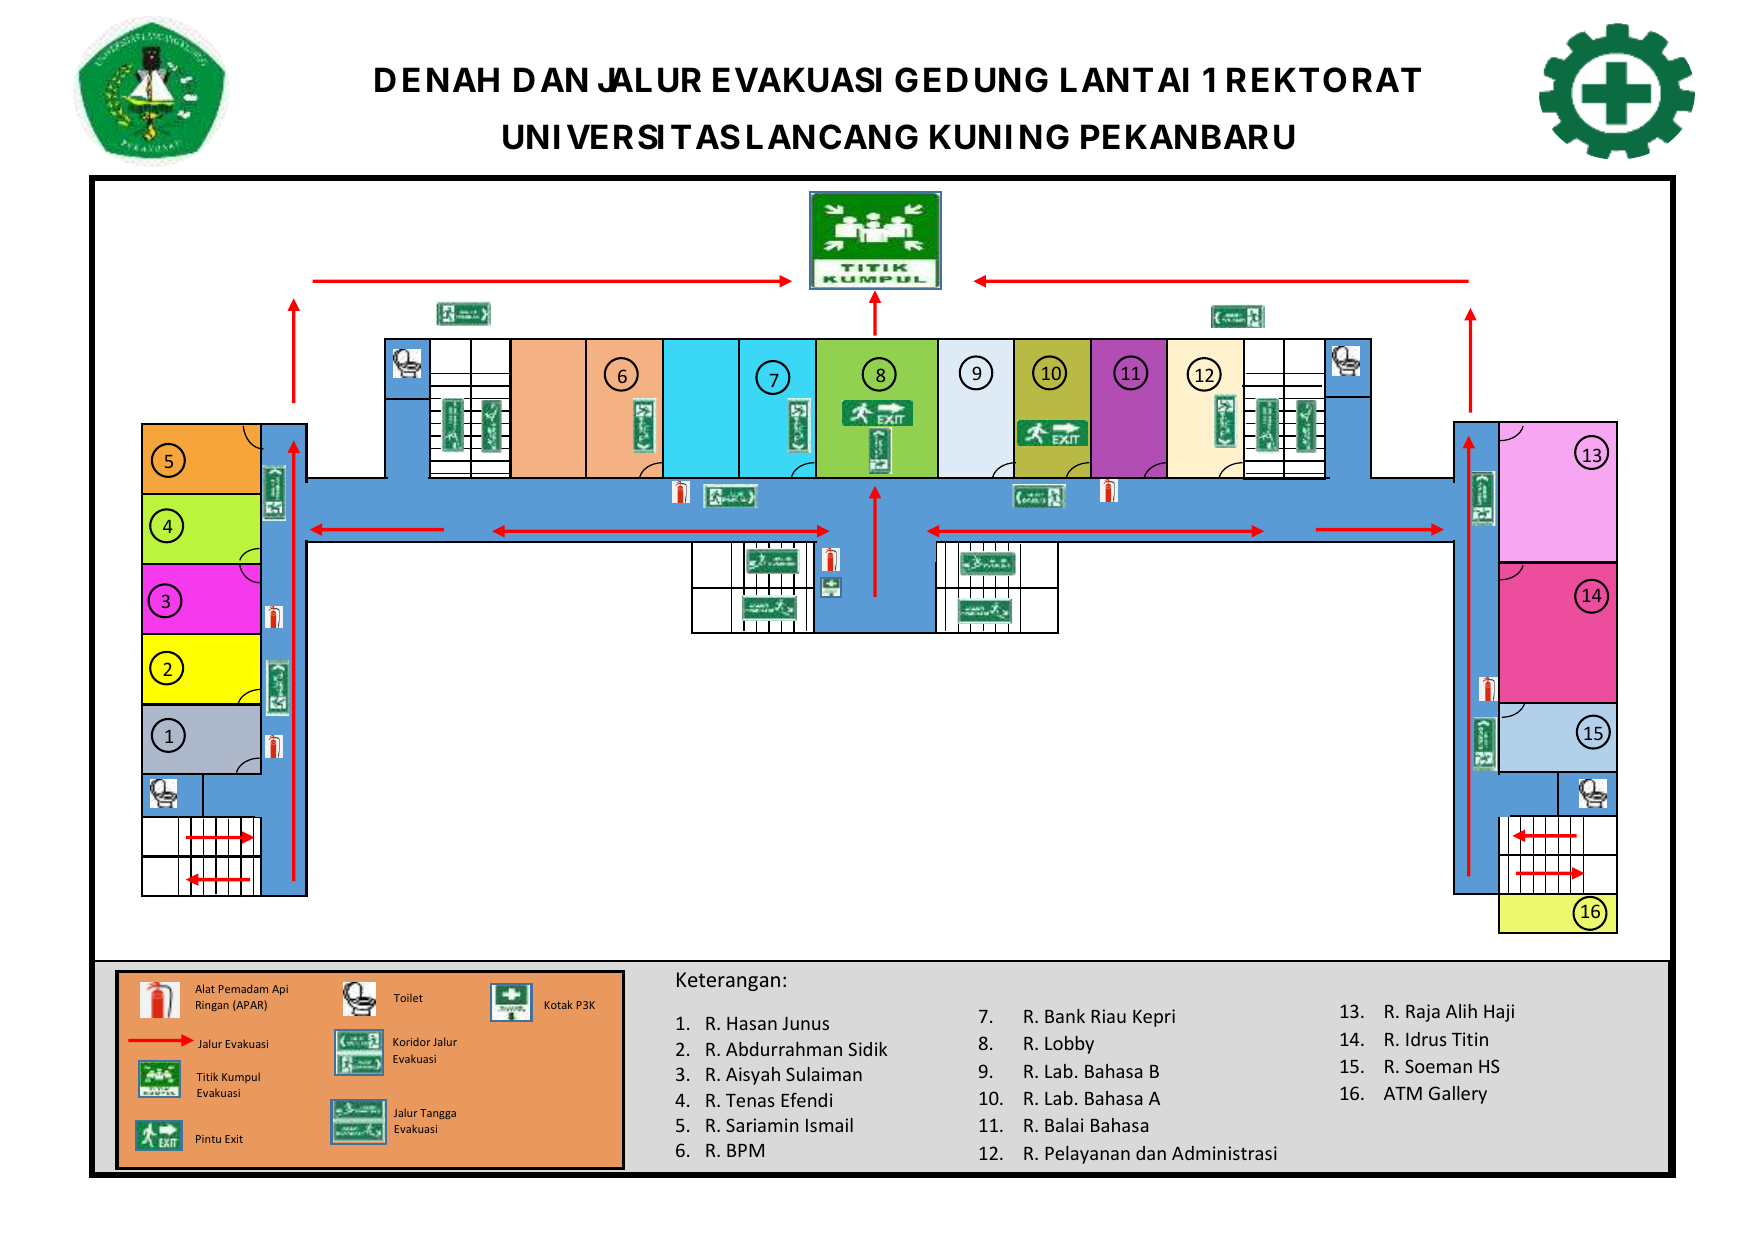 DENAH DAN JALUR EVAKUASI GEDUNG LANTAI 1 REKTORAT
UNIVERSITAS LANCANG KUNING PEKANBARU
TITIK
KUMPUL
6
7
8
9
10
11
12
EXIT
EXIT
5
4
3
2
1
13
14
15
16
Alat Pemadam Api
Ringan (APAR)
Jalur Evakuasi
Titik Kumpul
Evakuasi
EXIT
Pintu Exit
Toilet
Koridor Jalur
Evakuasi
Jalur Tangga
Evakuasi
Kotak P3K
Keterangan:
1. R. Hasan Junus
2. R. Abdurrahman Sidik
3. R. Aisyah Sulaiman
4. R. Tenas Efendi
5. R. Sariamin Ismail
6. R. BPM
7. R. Bank Riau Kepri
8. R. Lobby
9. R. Lab. Bahasa B
10. R. Lab. Bahasa A
11. R. Balai Bahasa
12. R. Pelayanan dan Administrasi
13. R. Raja Alih Haji
14. R. Idrus Titin
15. R. Soeman HS
16. ATM Gallery